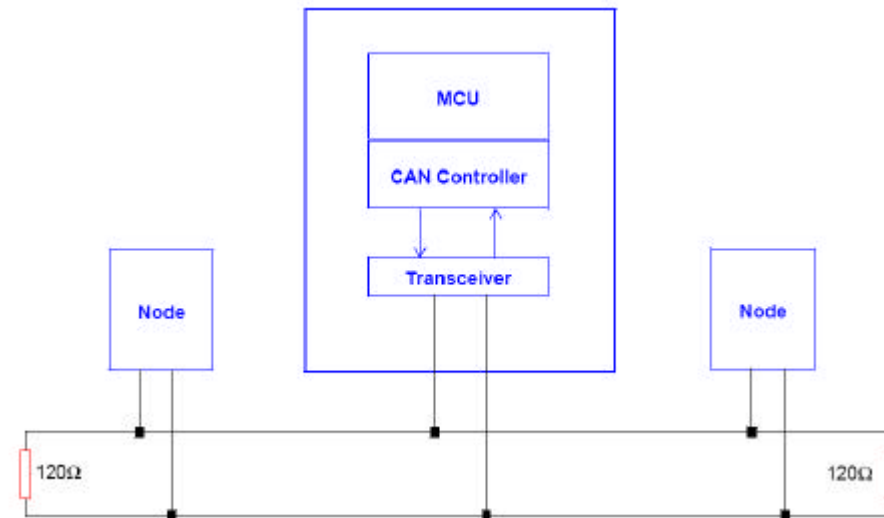 MCU
CAN Controller
Transceiver
Node
Node
120Ω
120Ω